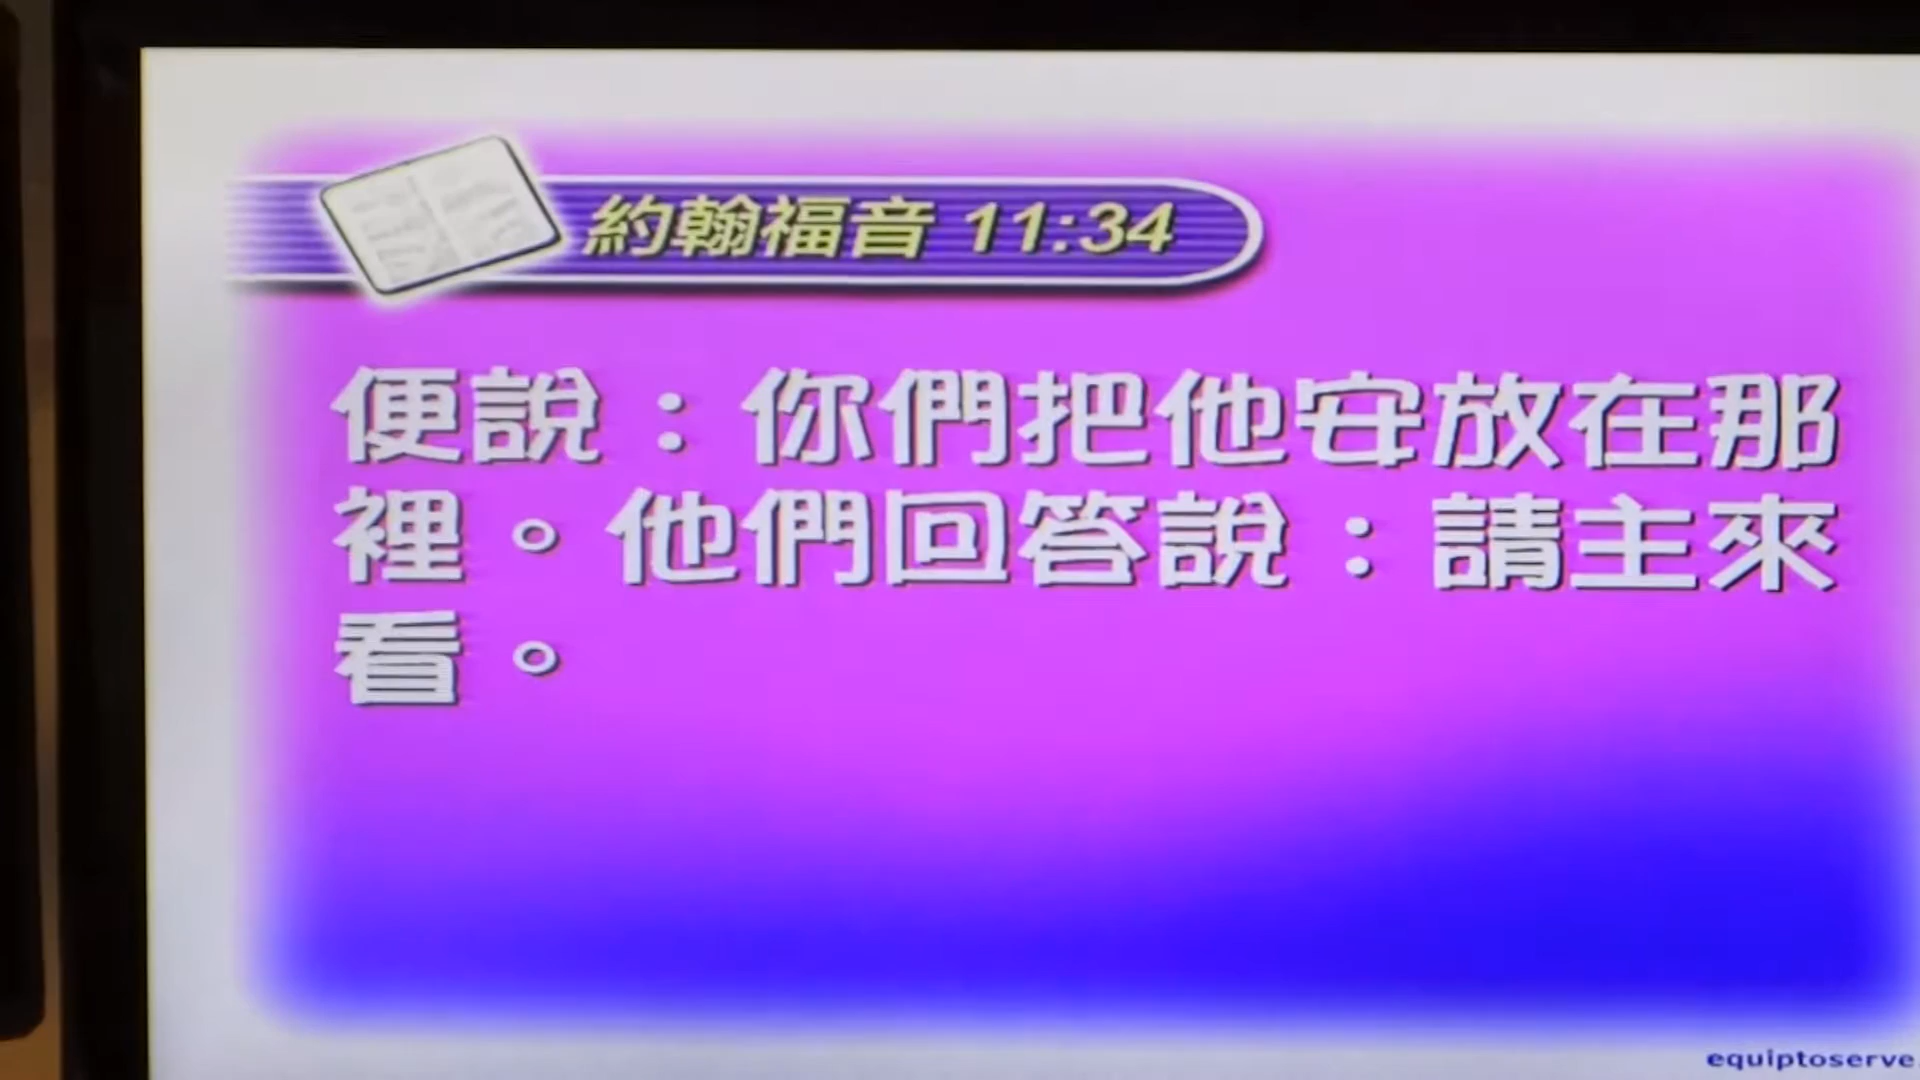 約翰福音 11:34
便說：你們把他安放在那
裡。他們回答說：請主來
看。
equiptoserve